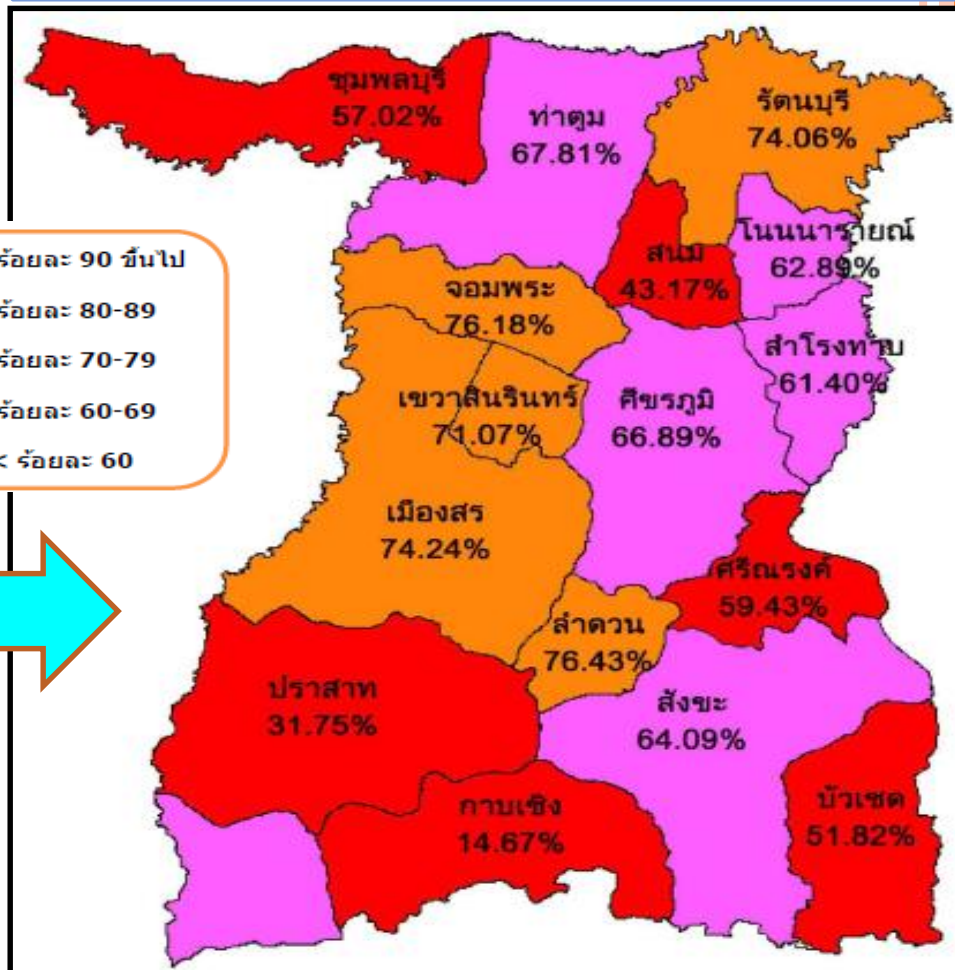 ชุมพลบุรี
57.02%
ท่าตูม
67.81%
รัตนบุรี
74.06%
สนม
43.17%
โนนนารายณ์
62.89%
ร้อยละ 90 ขึ้นไป
ร้อยละ 80-89
ร้อยละ 70-79
ร้อยละ 60-69
< ร้อยละ 60
จอมพระ
76.18%
สำโรงทาบ
61.40%
เขวาสินรินทร์
71.07%
ศีขรภูมิ
66.89%
เมืองสร
74.24%
ศรีณรงค์
59.43%
ลำดวน
76.43%
ปราสาท
31.75%
สังขะ
64.09%
กาบเชิง
14.67%
บัวเชด
51.82%